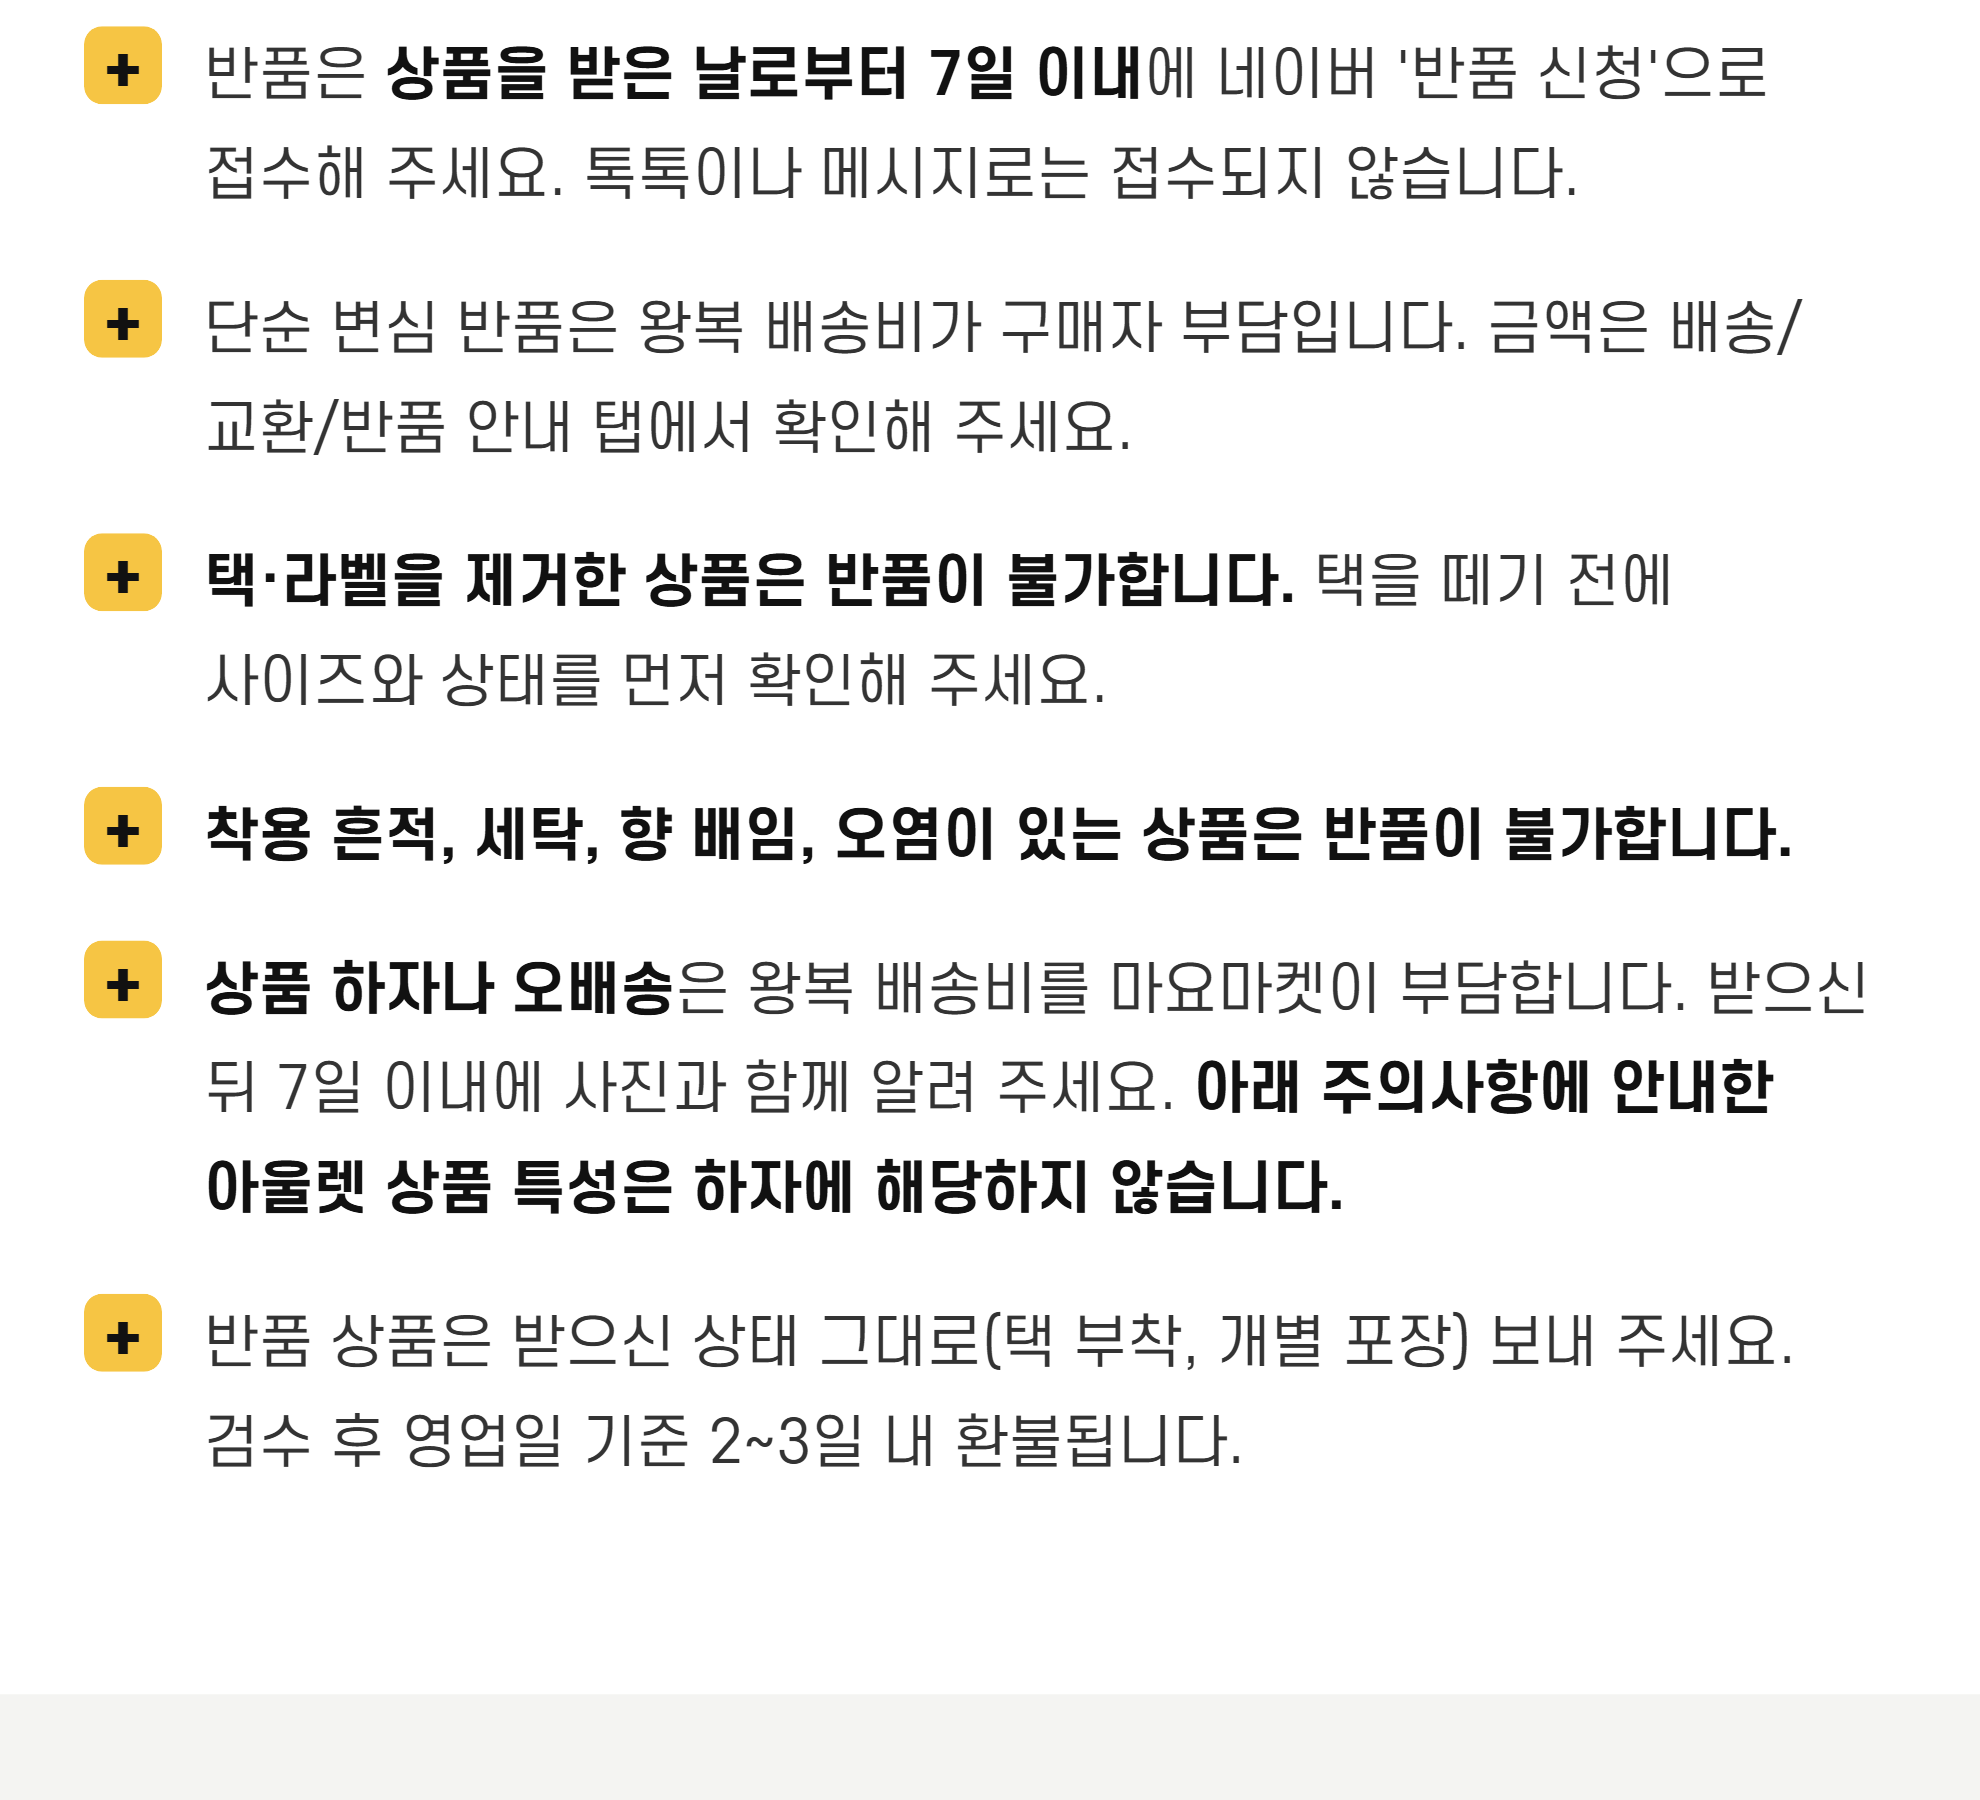 반품은 상품을 받은 날로부터 7일 이내에 네이버 '반품 신청'으로
접수해 주세요. 톡톡이나 메시지로는 접수되지 않습니다.
단순 변심 반품은 왕복 배송비가 구매자 부담입니다. 금액은 배송/
교환/반품 안내 탭에서 확인해 주세요.
택·라벨을 제거한 상품은 반품이 불가합니다. 택을 떼기 전에
사이즈와 상태를 먼저 확인해 주세요.
착용 흔적, 세탁, 향 배임, 오염이 있는 상품은 반품이 불가합니다.
상품 하자나 오배송은 왕복 배송비를 마요마켓이 부담합니다. 받으신
뒤 7일 이내에 사진과 함께 알려 주세요. 아래 주의사항에 안내한
아울렛 상품 특성은 하자에 해당하지 않습니다.
반품 상품은 받으신 상태 그대로(택 부착, 개별 포장) 보내 주세요.
검수 후 영업일 기준 2~3일 내 환불됩니다.